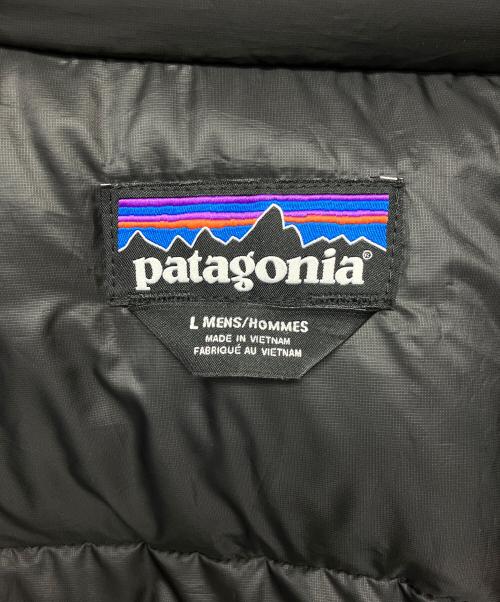 patagonia®
L MENS/HOMMES
MADE IN VIETNAM
FABRIQUÉ AU VIETNAM